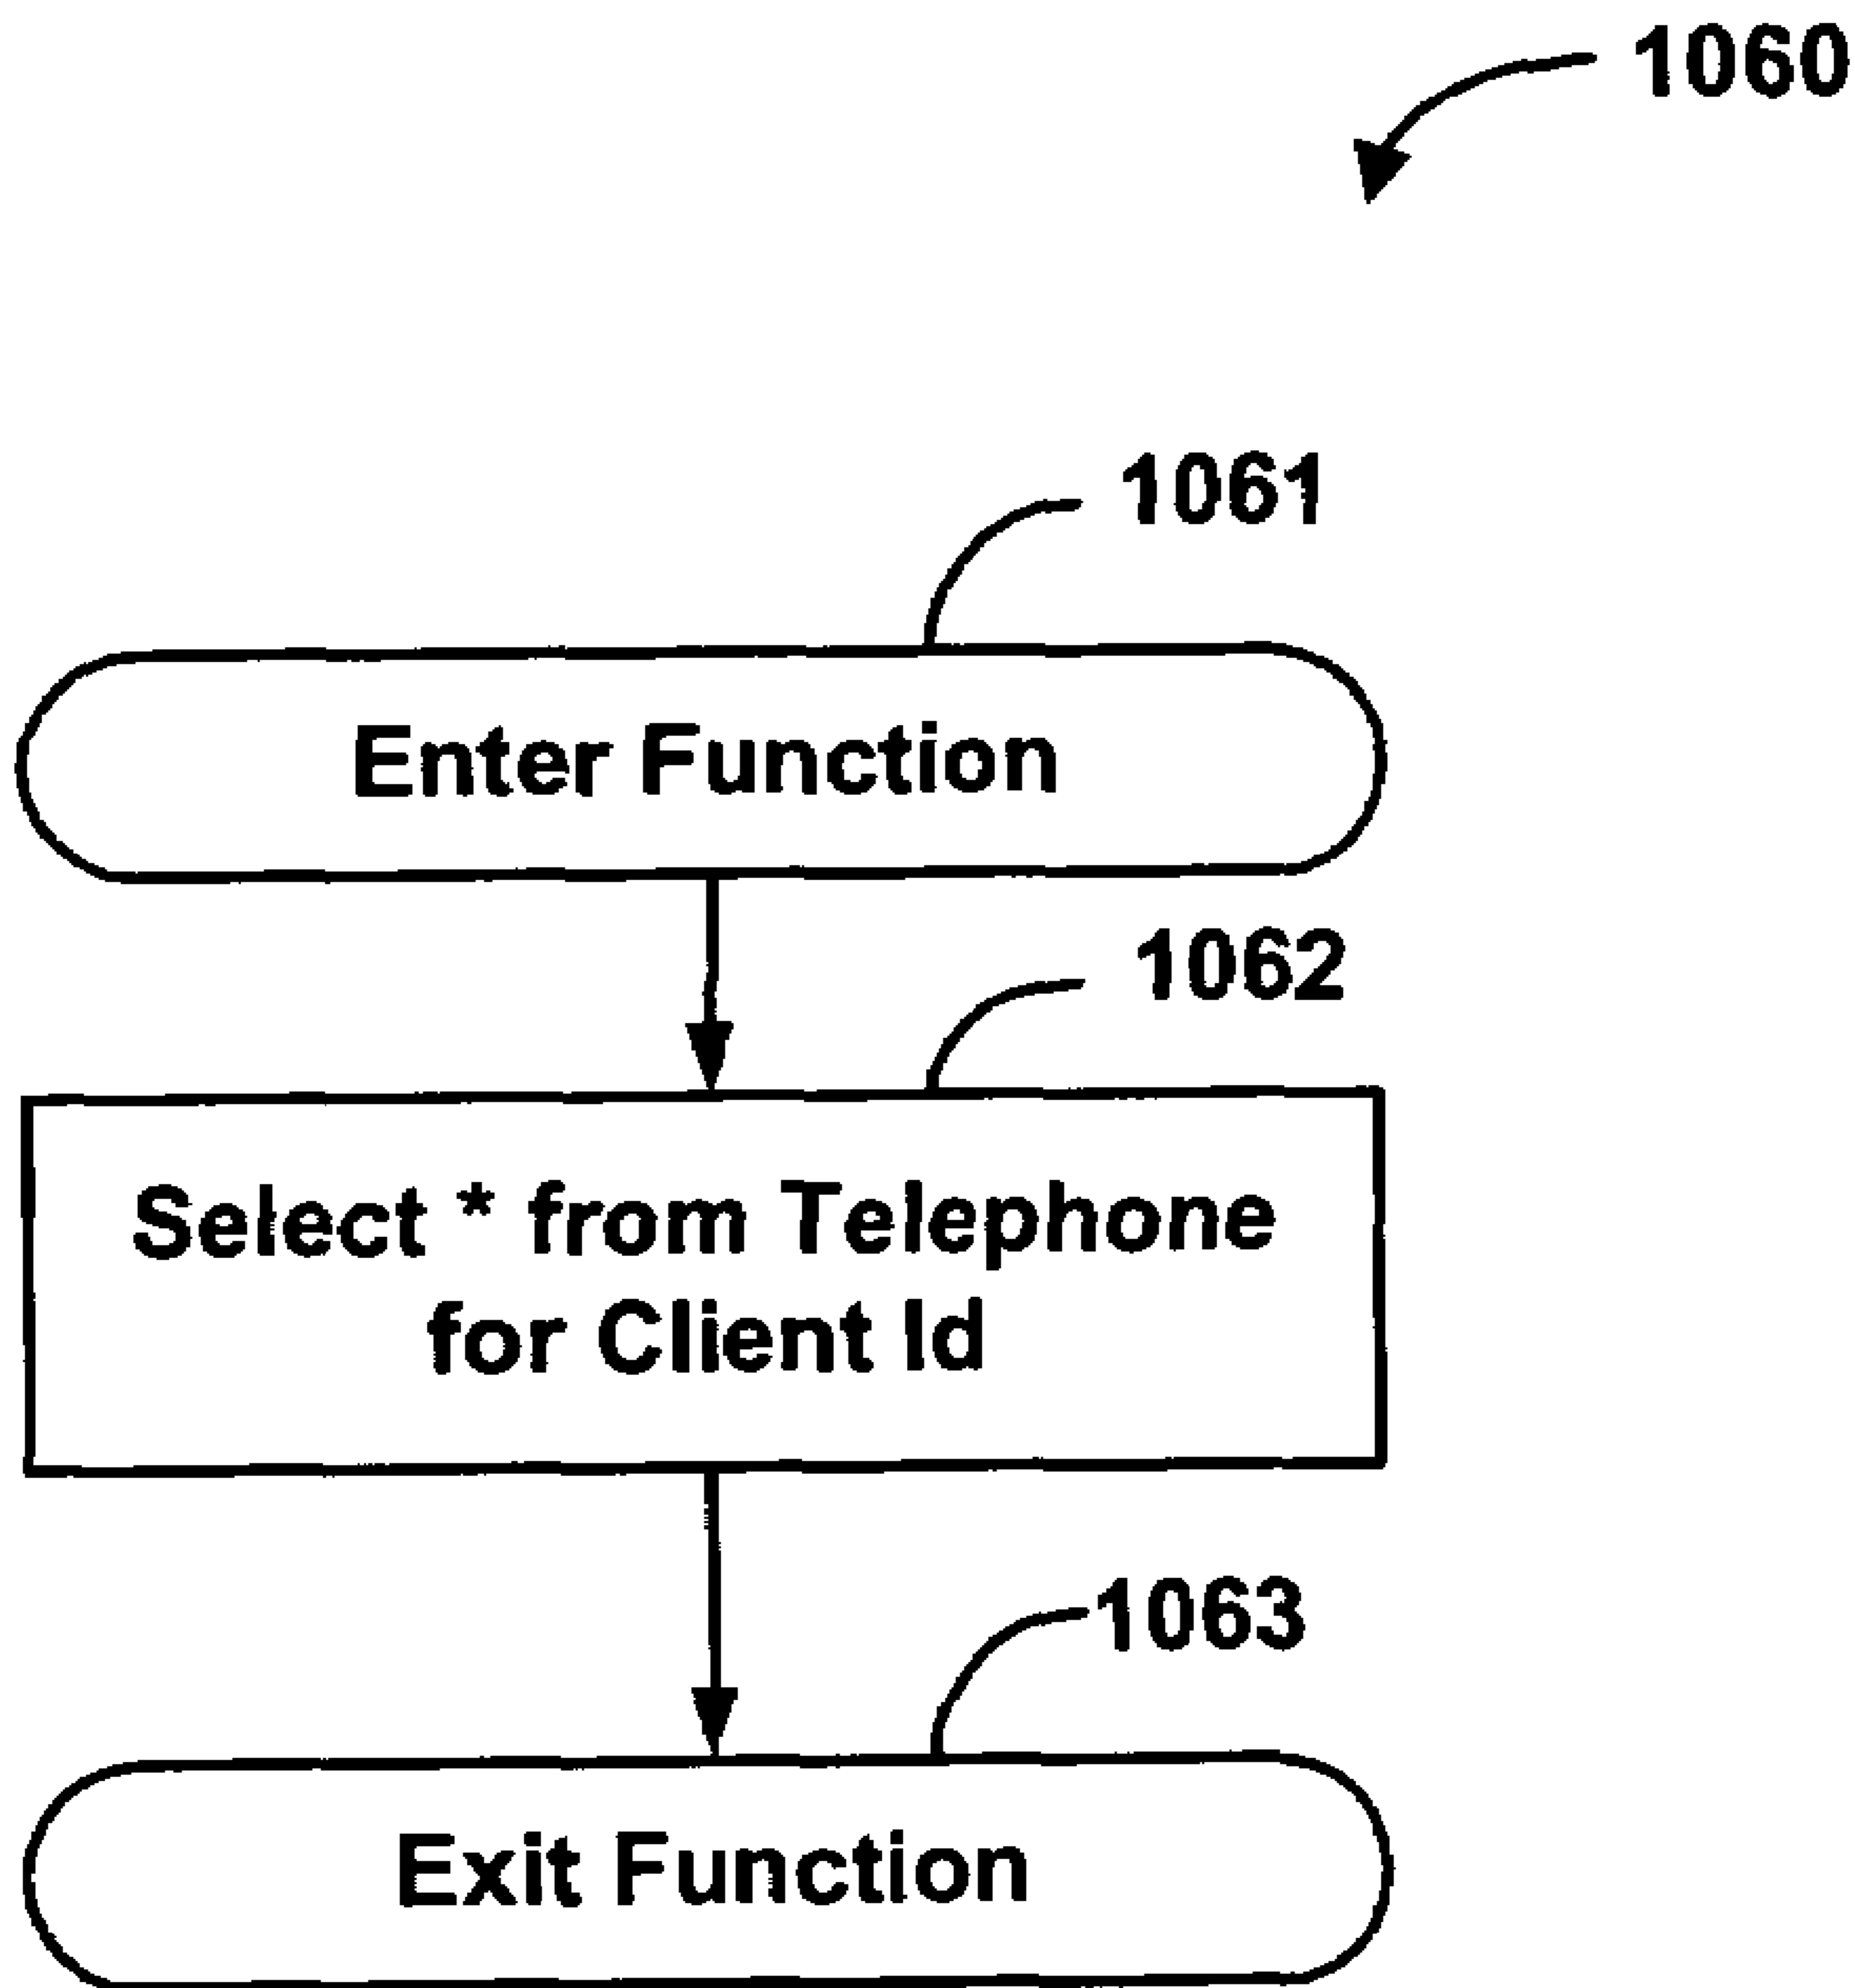 1060
1061
Enter Function
1062
Select * from Telephone
for Client Id
1063
Exit Function